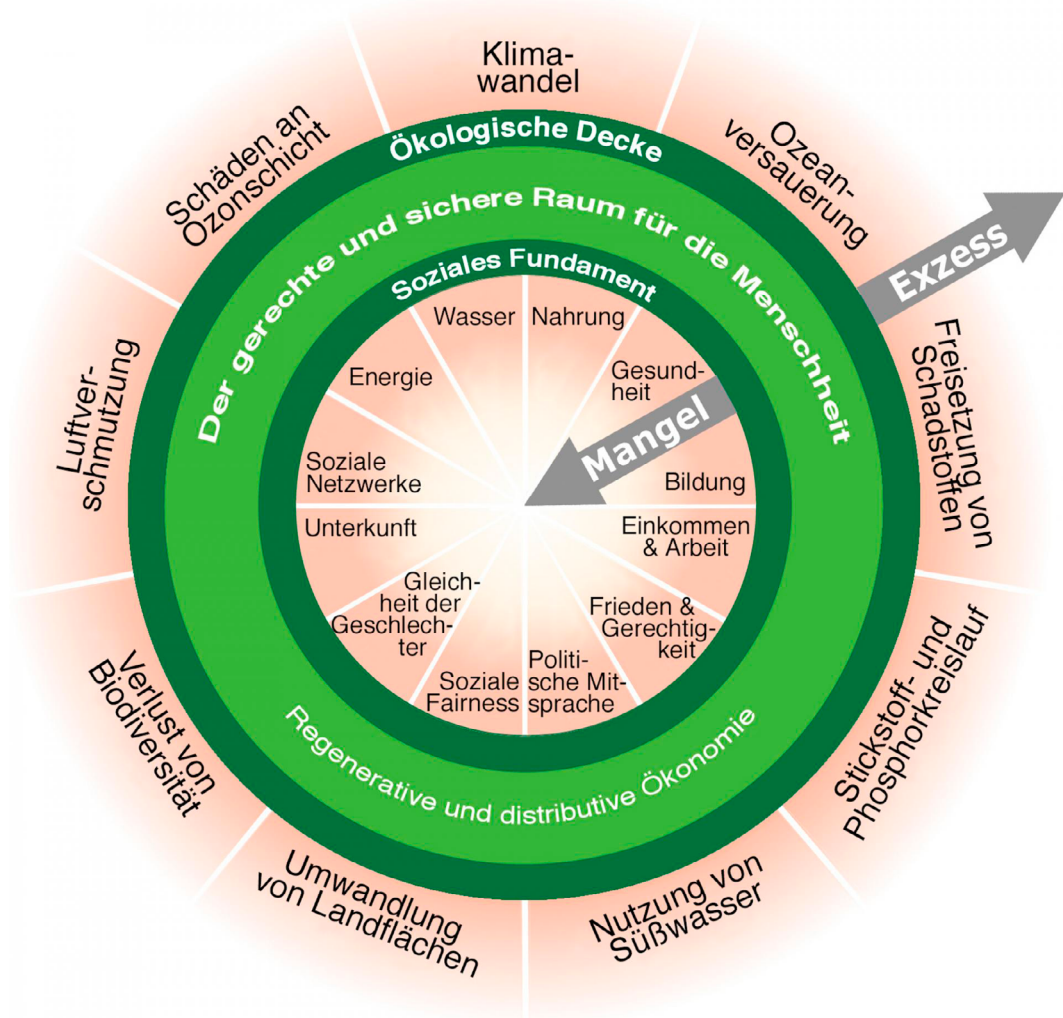 Klima-
wandel
Ozean-
versauerung
Exzess
Freisetzung von
Schadstoffen
Stickstoff- und
Phosphorkreislauf
Nutzung von
Süßwasser
Umwandlung
von Landflächen
Verlust von
Biodiversität
Luftver-
schmutzung
Schäden an
Ozonschicht
Ökologische Decke
Der gerechte und sichere Raum für die Menschheit
Soziales Fundament
Wasser
Nahrung
Gesund-
heit
Mangel
Bildung
Einkommen
& Arbeit
Frieden &
Gerechtig-
keit
Politi-
sche Mit-
sprache
Soziale
Fairness
Gleich-
heit der
Geschlech-
ter
Unterkunft
Soziale
Netzwerke
Energie
Regenerative und distributive Ökonomie